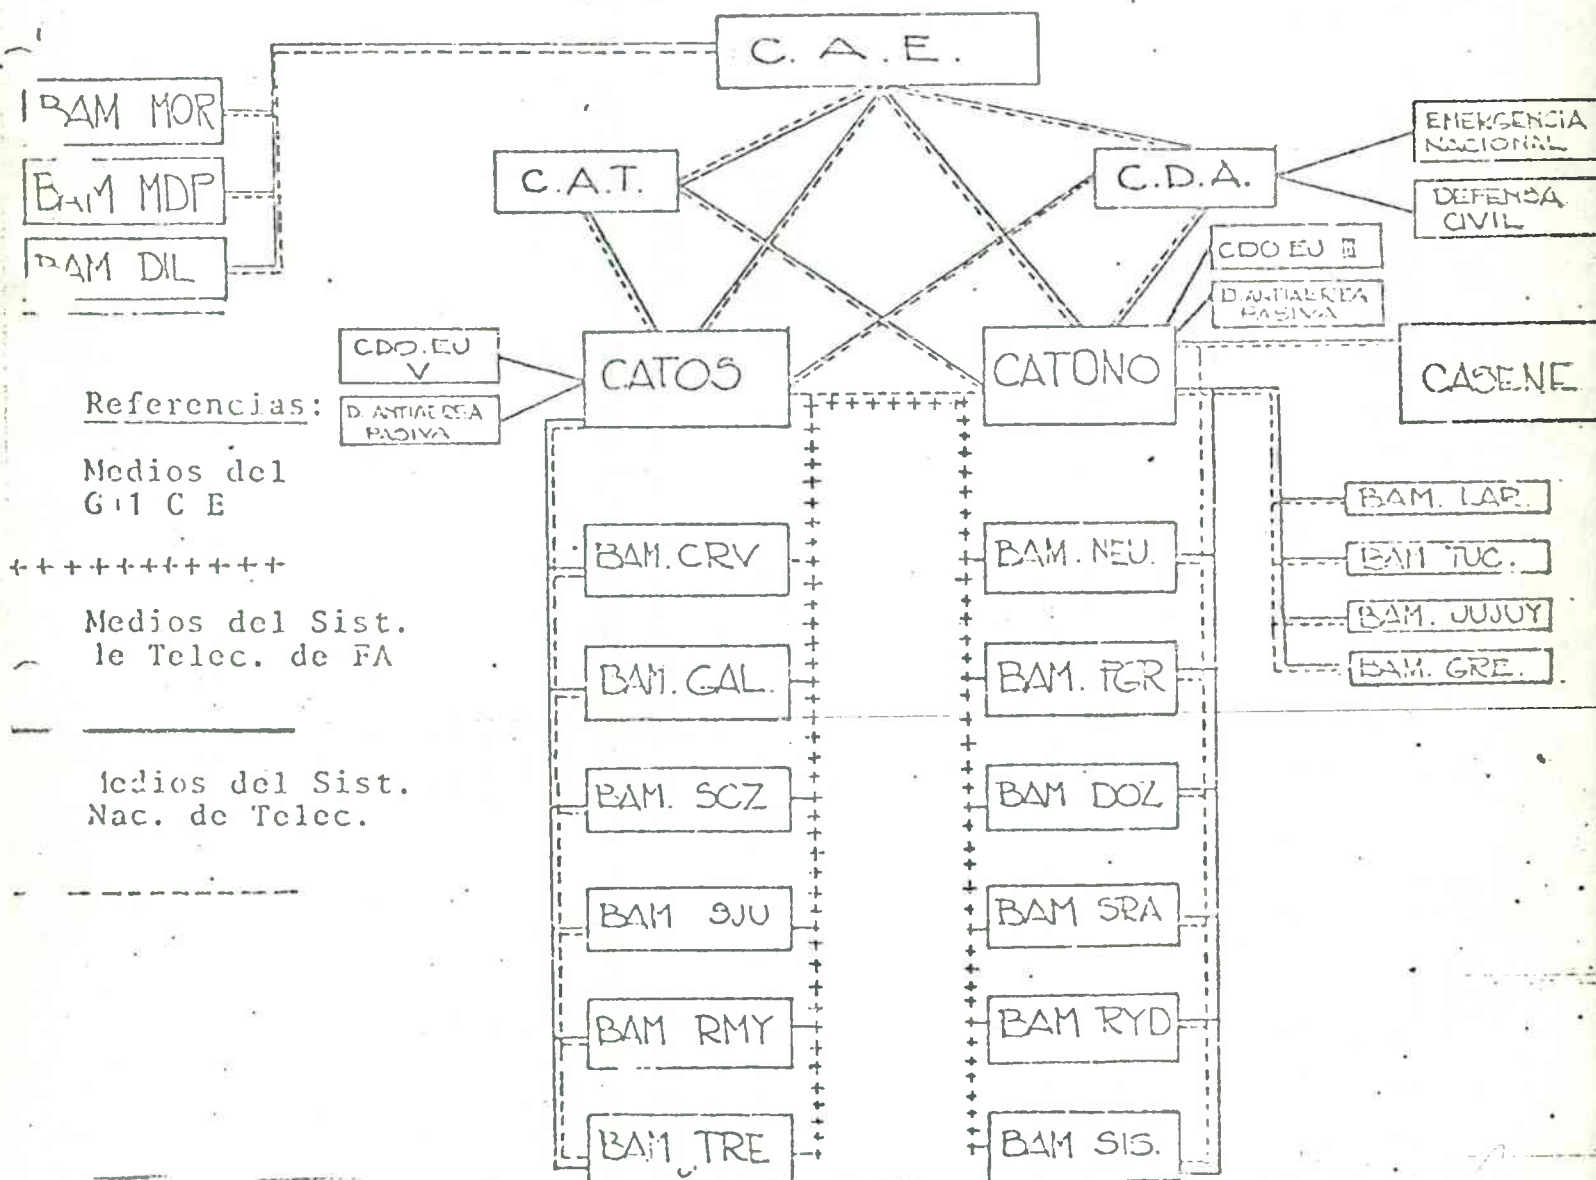 C.A.E.
BAM MOR
BAM MDP
BAM DIL
C.A.T.
C.D.A.
EMERGENCIA
NACIONAL
DEFENSA
CIVIL
CDO EU III
D. ANTIAEREA
PASIVA
CDO. EU
V
D. ANTIAEREA
PASIVA
CATOS
CATONO
CASENE
Referencias:
Medios del
G 1 C E
++++++++++++
Medios del Sist.
de Telec. de FA
Medios del Sist.
Nac. de Telec.
BAM. CRV
BAM. GAL.
BAM. SCZ
BAM SJU
BAM RMY
BAM TRE
BAM. NEU.
BAM. PGR
BAM DOZ
BAM SRA
BAM RYD
BAM SIS.
BAM. LAR.
BAM TUC.
BAM. JUJUY
BAM. GRE.